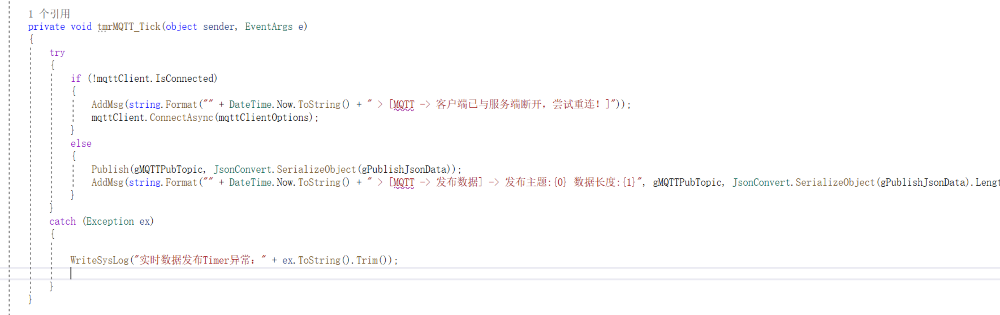 1 个引用
private void tmrMQTT_Tick(object sender, EventArgs e)
{
try
{
if (!mqttClient.IsConnected)
{
AddMsg(string.Format("" + DateTime.Now.ToString() + " > [MQTT -> 客户端已与服务端断开，尝试重连！]"));
mqttClient.ConnectAsync(mqttClientOptions);
}
else
{
Publish(gMQTTPubTopic, JsonConvert.SerializeObject(gPublishJsonData));
AddMsg(string.Format("" + DateTime.Now.ToString() + " > [MQTT -> 发布数据] -> 发布主题:{0} 数据长度:{1}", gMQTTPubTopic, JsonConvert.SerializeObject(gPublishJsonData).Lengt
}
}
catch (Exception ex)
{
WriteSysLog("实时数据发布Timer异常：" + ex.ToString().Trim());
}
}